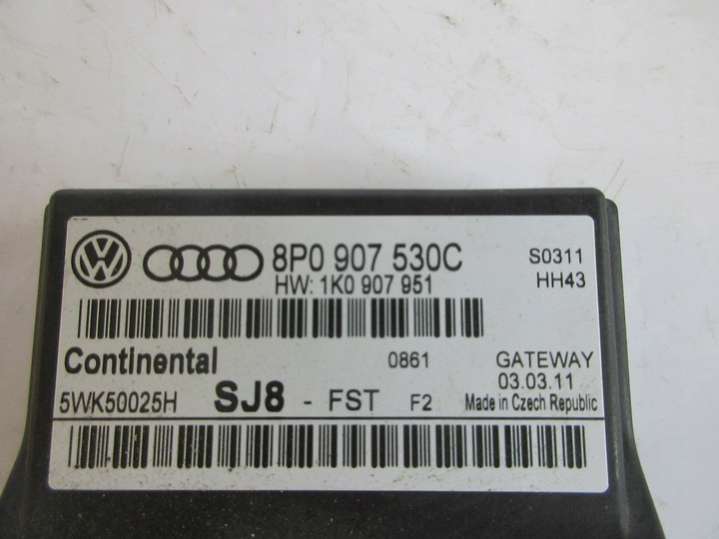 8P0 907 530C S0311
HW: 1K0 907 951 HH43
Continental 0861 GATEWAY
03.03.11
5WK50025H SJ8 - FST F2 Made in Czech Republic